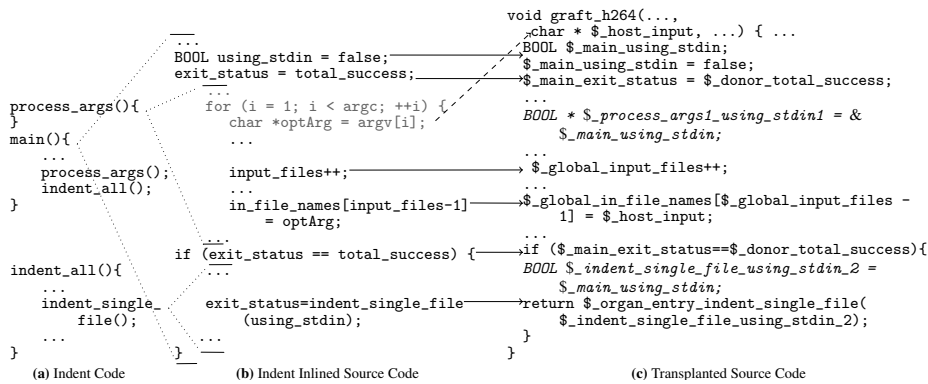 process_args(){
}
main(){
...
process_args();
indent_all();
}
indent_all(){
...
indent_single_
file();
...
}
(a) Indent Code
...
BOOL using_stdin = false;
exit_status = total_success;
...
for (i = 1; i < argc; ++i) {
char *optArg = argv[i];
...
input_files++;
...
in_file_names[input_files-1]
= optArg;
...
if (exit_status == total_success) {
...
exit_status=indent_single_file
(using_stdin);
...
}
(b) Indent Inlined Source Code
void graft_h264(...,
char * $_host_input, ...) { ...
BOOL $_main_using_stdin;
$_main_using_stdin = false;
$_main_exit_status = $_donor_total_success;
...
BOOL * $_process_args1_using_stdin1 = &
$_main_using_stdin;
...
$_global_input_files++;
...
$_global_in_file_names[$_global_input_files -
1] = $_host_input;
...
if ($_main_exit_status==$_donor_total_success){
BOOL $_indent_single_file_using_stdin_2 =
$_main_using_stdin;
return $_organ_entry_indent_single_file(
$_indent_single_file_using_stdin_2);
}
}
(c) Transplanted Source Code